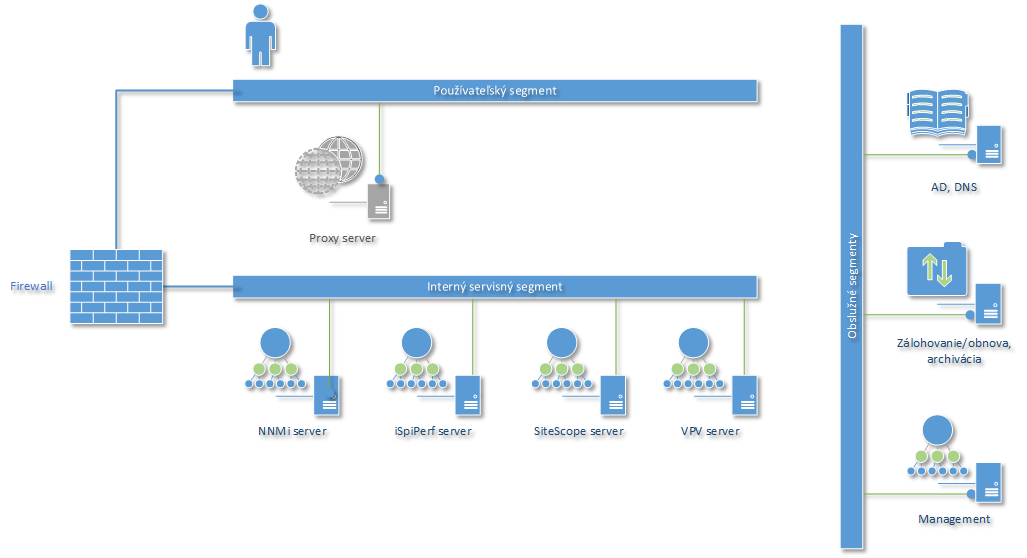 Používateľský segment
Proxy server
Firewall
Interný servisný segment
NNMi server
iSpiPerf server
SiteScope server
VPV server
Obslužné segmenty
AD, DNS
Zálohovanie/obnova,
archivácia
Management